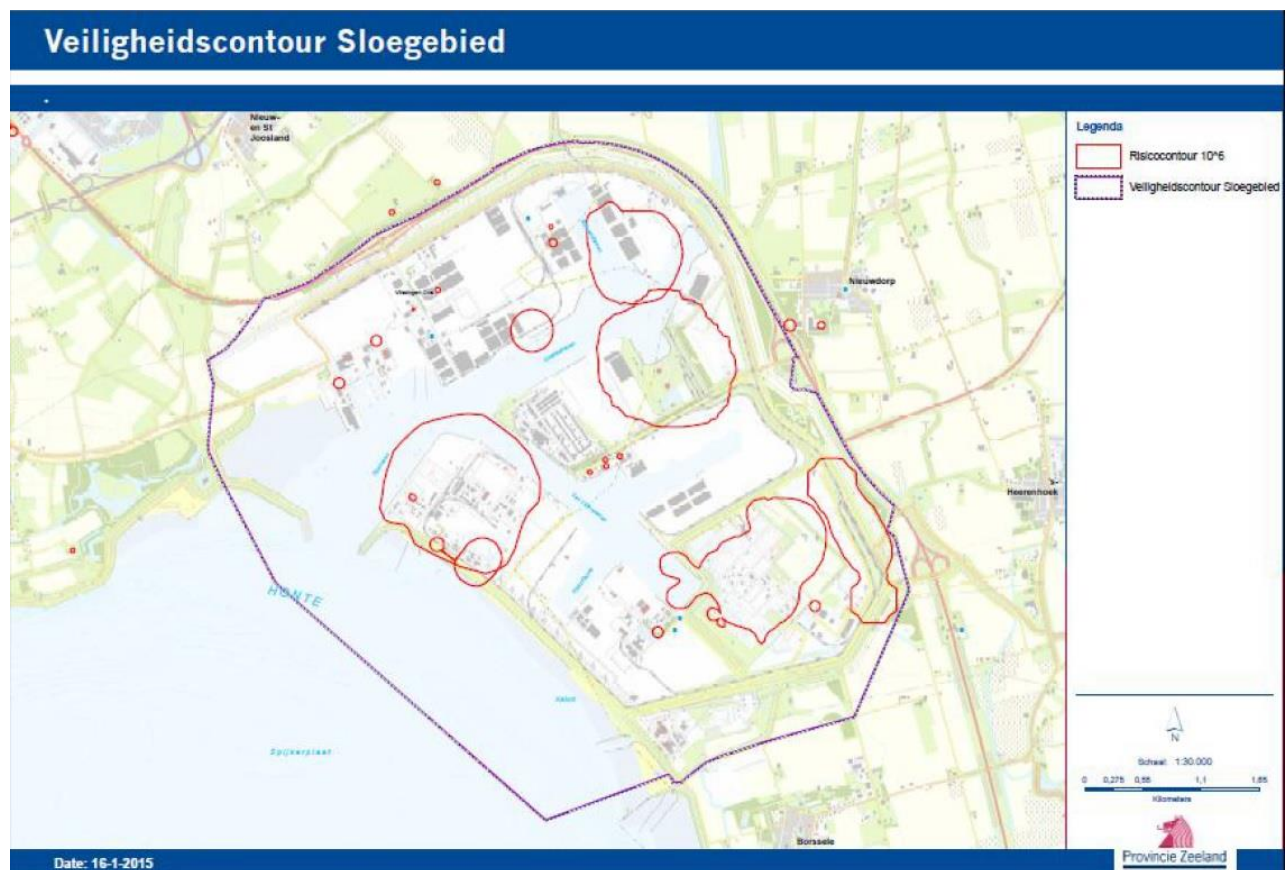 Veiligheidscontour Sloegebied
Nieuw-
en St
Joosland
Nieuwdorp
's-
Heerenhoek
HONTE
Spijkerplaat
Kaloot
Borssele
Legenda
Risicocontour 10^6
Veiligheidscontour Sloegebied
N
Schaal: 1:30.000
0 0,275 0,55 1,1 1,65
Kilometers
Provincie Zeeland
Date: 16-1-2015